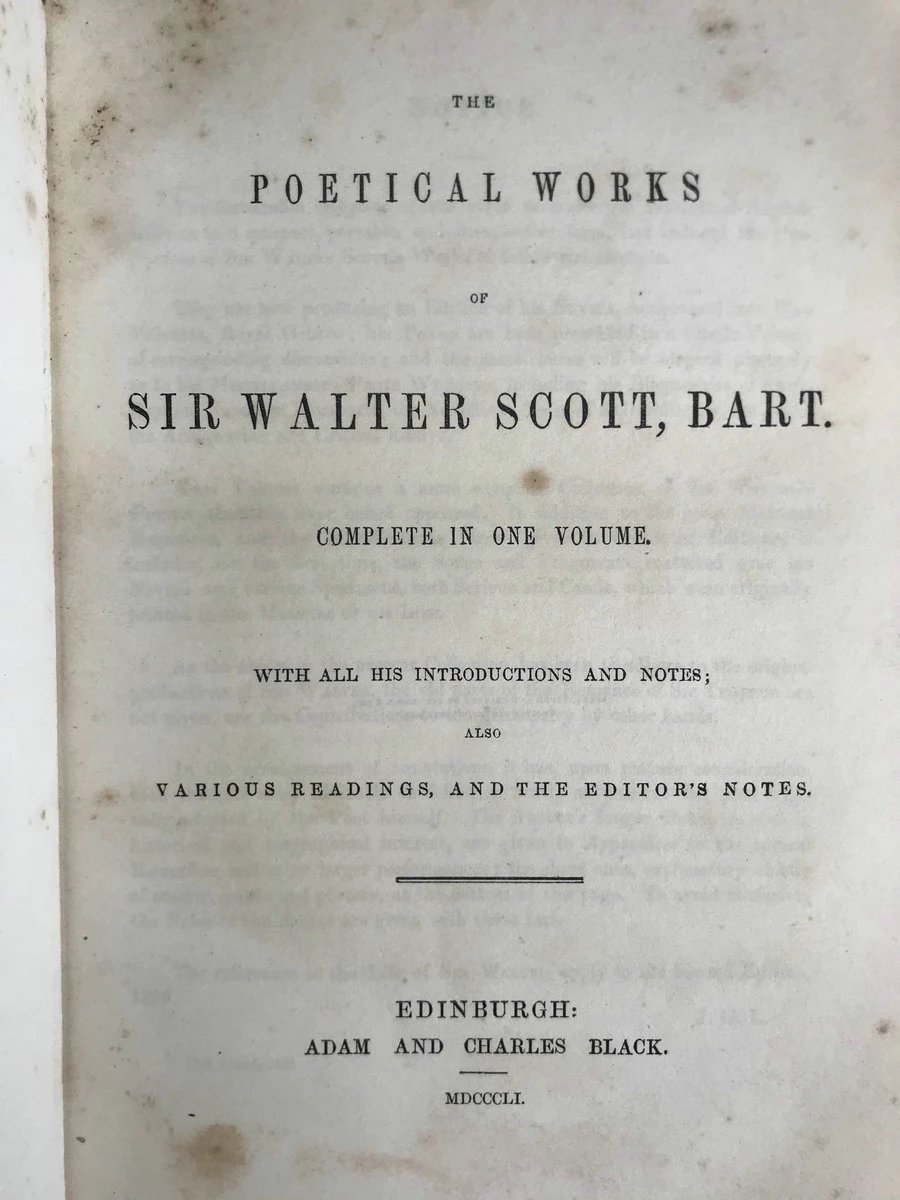 THE
POETICAL WORKS
OF
SIR WALTER SCOTT, BART.
COMPLETE IN ONE VOLUME.
WITH ALL HIS INTRODUCTIONS AND NOTES;
ALSO
VARIOUS READINGS, AND THE EDITOR'S NOTES.
EDINBURGH:
ADAM AND CHARLES BLACK.
MDCCCLI.